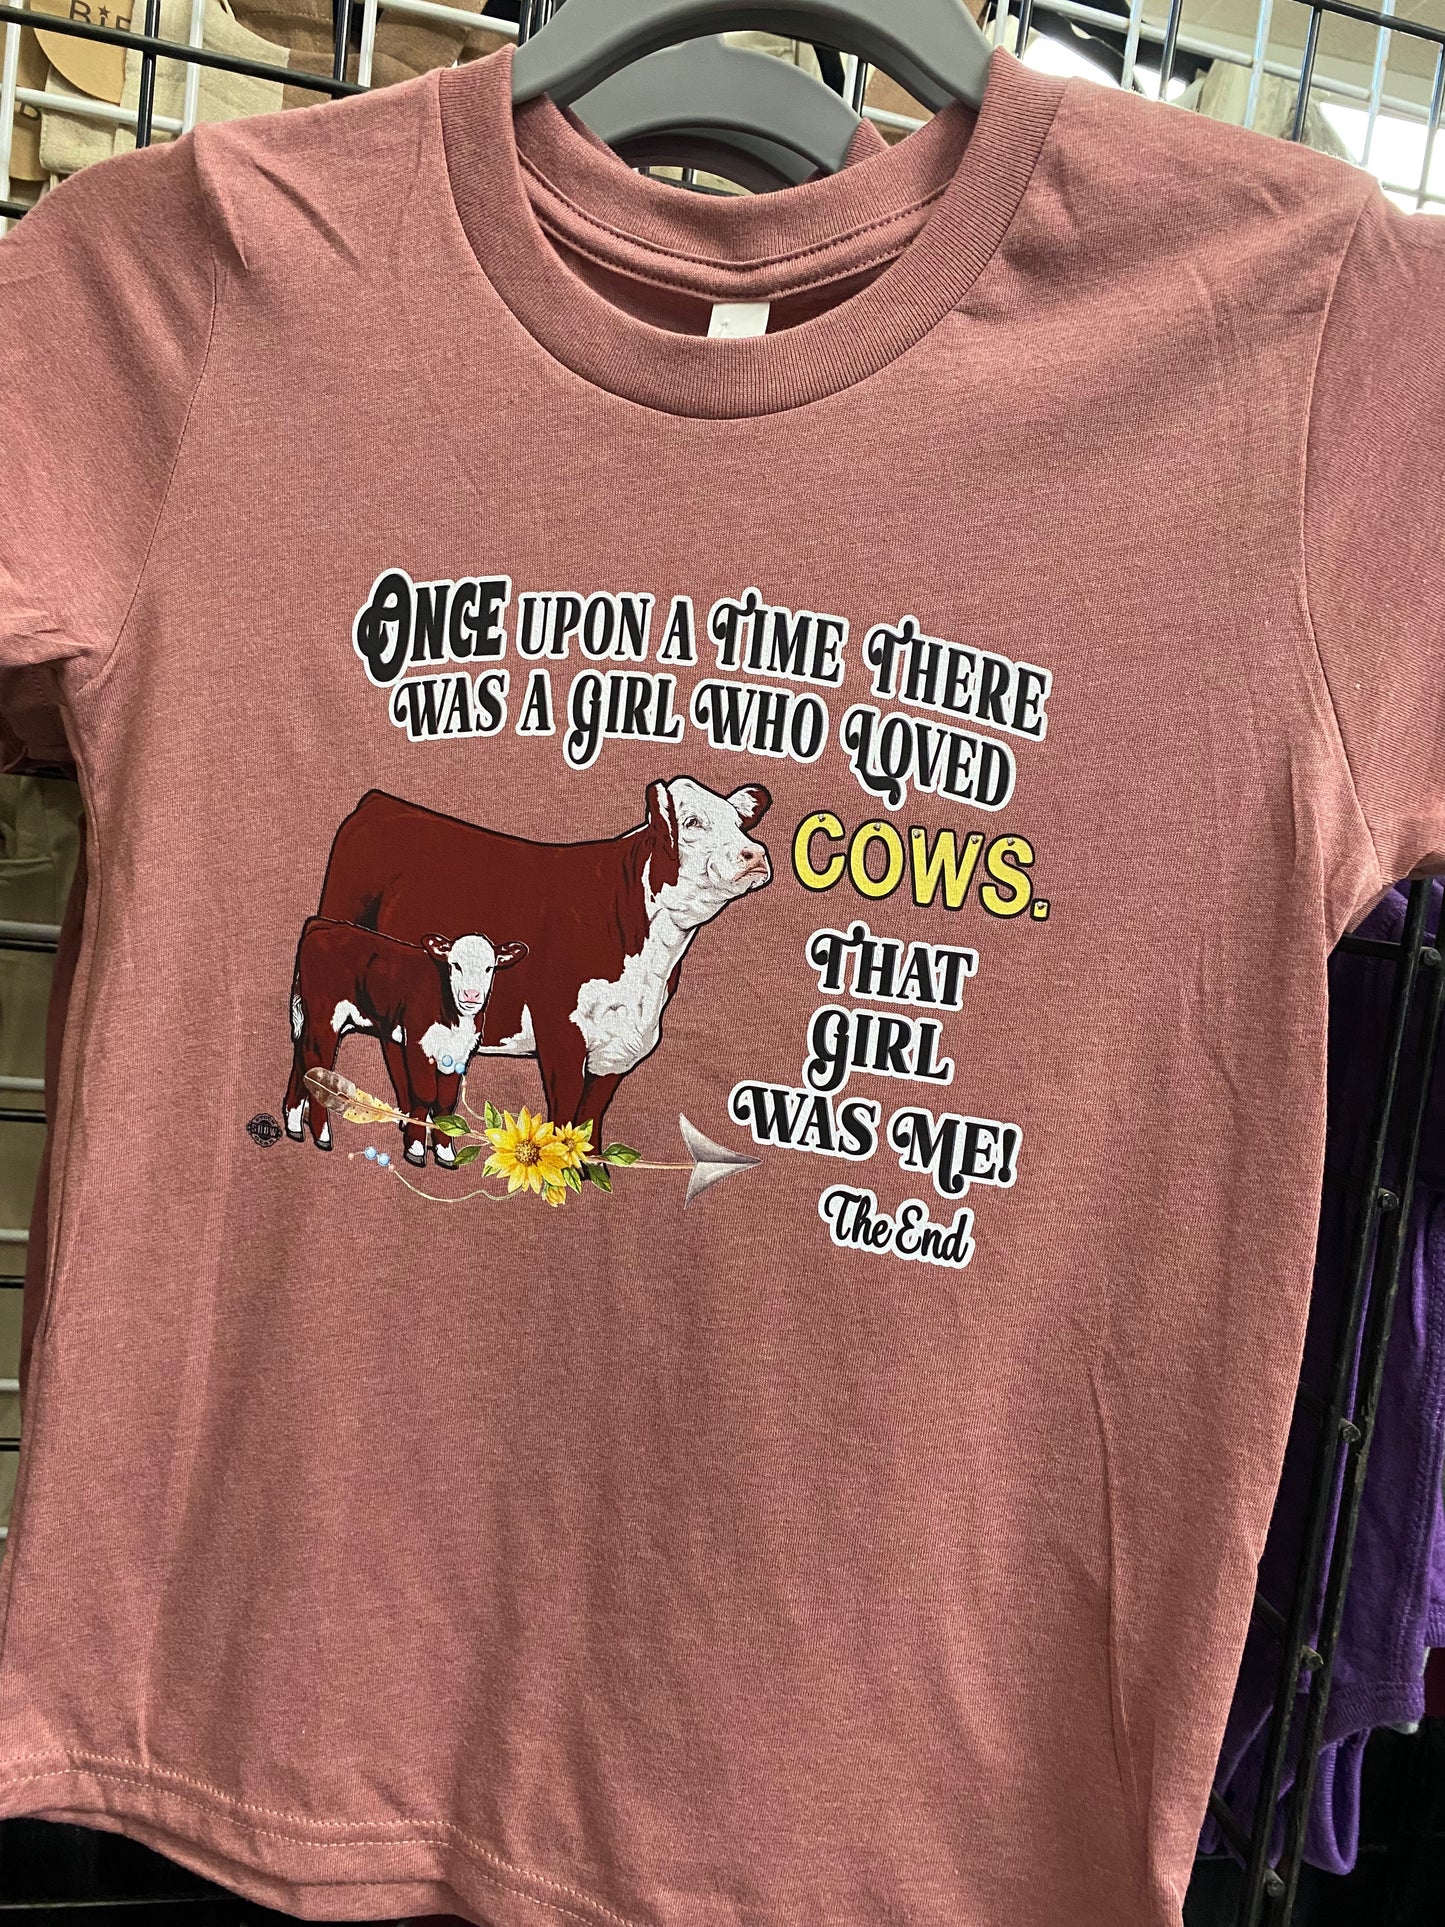 ONCE UPON A TIME THERE
WAS A GIRL WHO LOVED
COWS.
THAT
GIRL
WAS ME!
The End